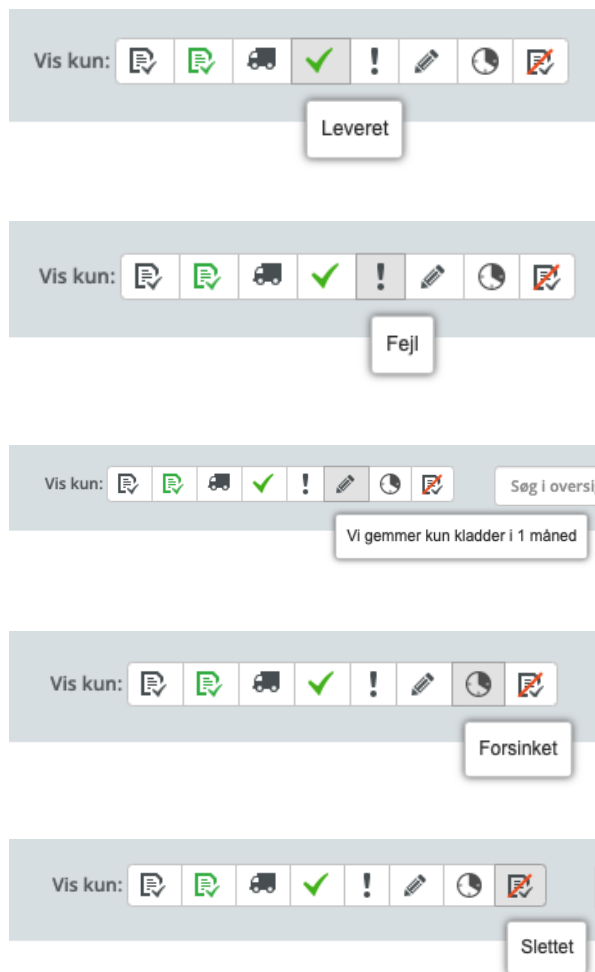 Vis kun:
Leveret
Vis kun:
Fejl
Vis kun:
Søg i
Vi gemmer kun kladder i 1 måned
Vis kun:
Forsinket
Vis kun:
Slettet